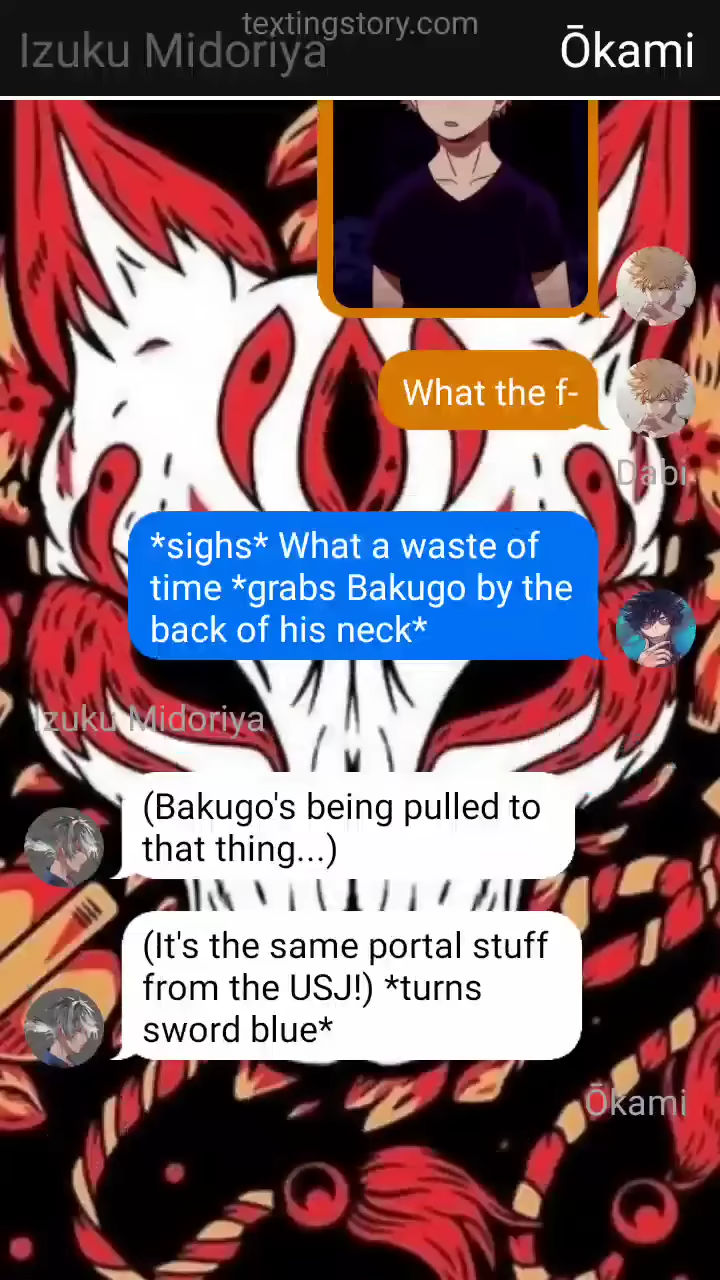 textingstory.com
Izuku Midoriya
Ōkami
What the f-
Dabi
*sighs* What a waste of
time *grabs Bakugo by the
back of his neck*
Izuku Midoriya
(Bakugo's being pulled to
that thing...)
(It's the same portal stuff
from the USJ!) *turns
sword blue*
Ōkami